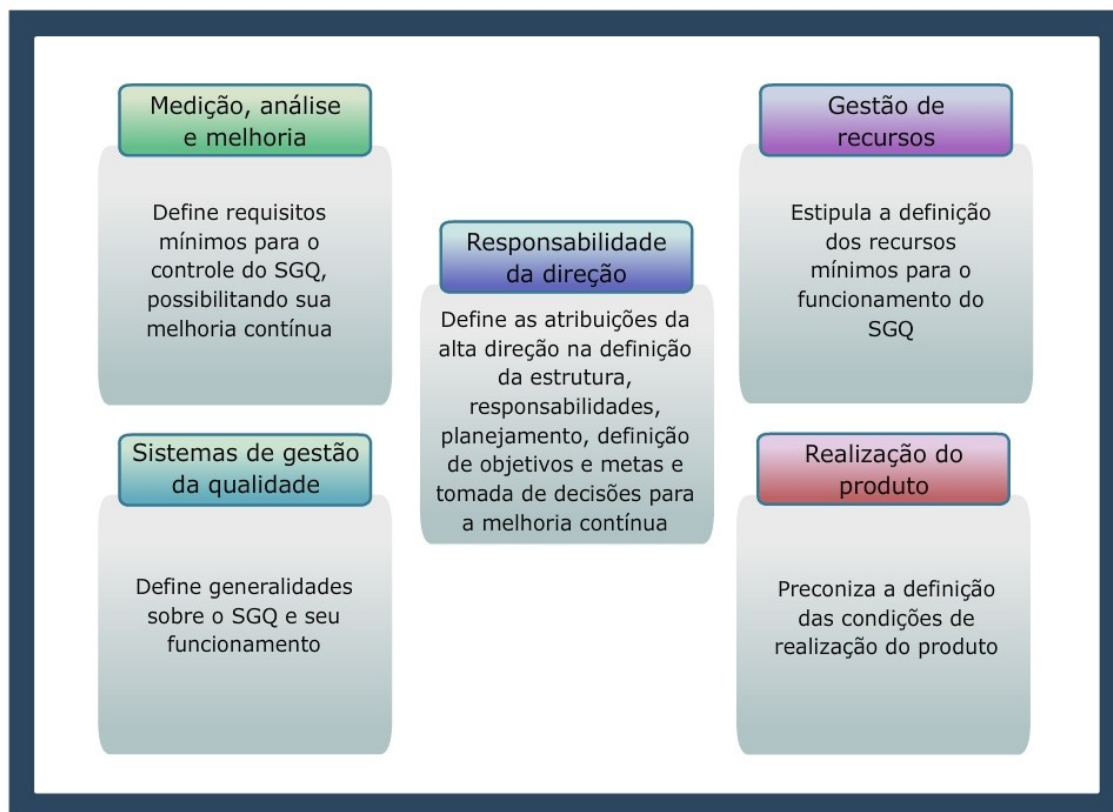 Medição, análise
e melhoria
Define requisitos
mínimos para o
controle do SGQ,
possibilitando sua
melhoria contínua
Sistemas de gestão
da qualidade
Define generalidades
sobre o SGQ e seu
funcionamento
Responsabilidade
da direção
Define as atribuições da
alta direção na definição
da estrutura,
responsabilidades,
planejamento, definição
de objetivos e metas e
tomada de decisões para
a melhoria contínua
Gestão de
recursos
Estipula a definição
dos recursos
mínimos para o
funcionamento do
SGQ
Realização do
produto
Preconiza a definição
das condições de
realização do produto